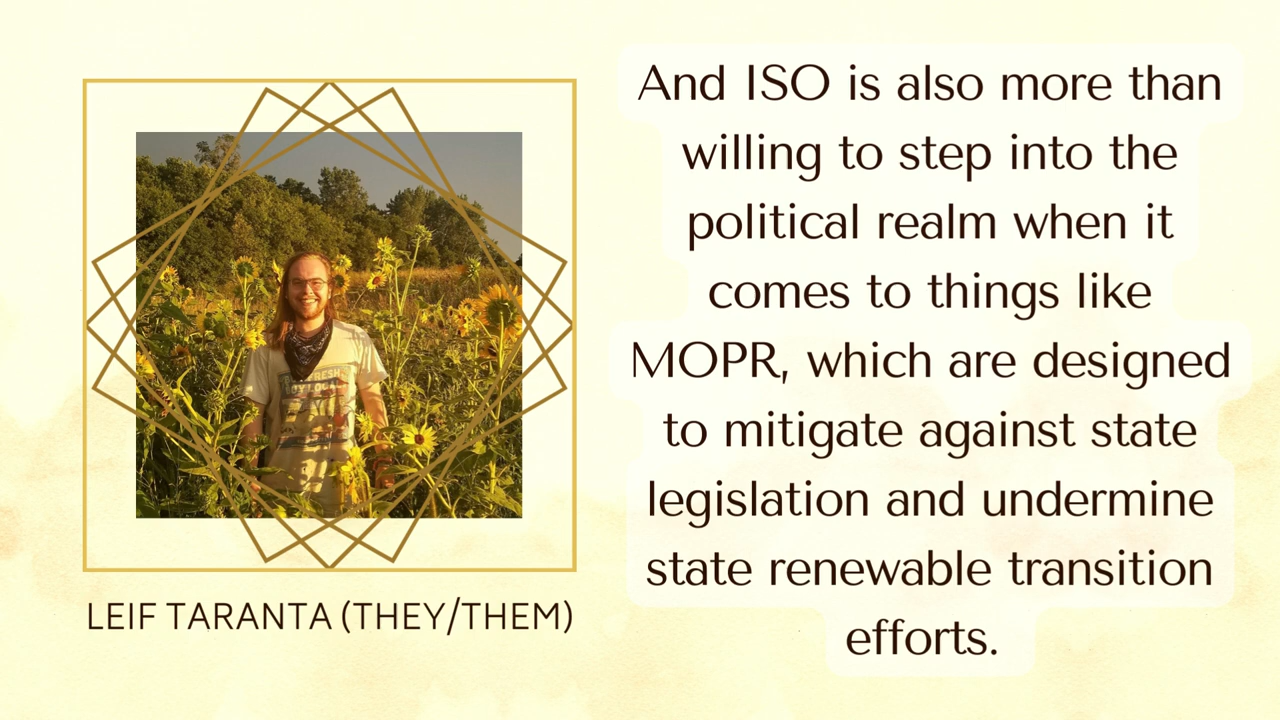 And ISO is also more than
willing to step into the
political realm when it
comes to things like
MOPR, which are designed
to mitigate against state
legislation and undermine
state renewable transition
efforts.
LEIF TARANTA (THEY/THEM)